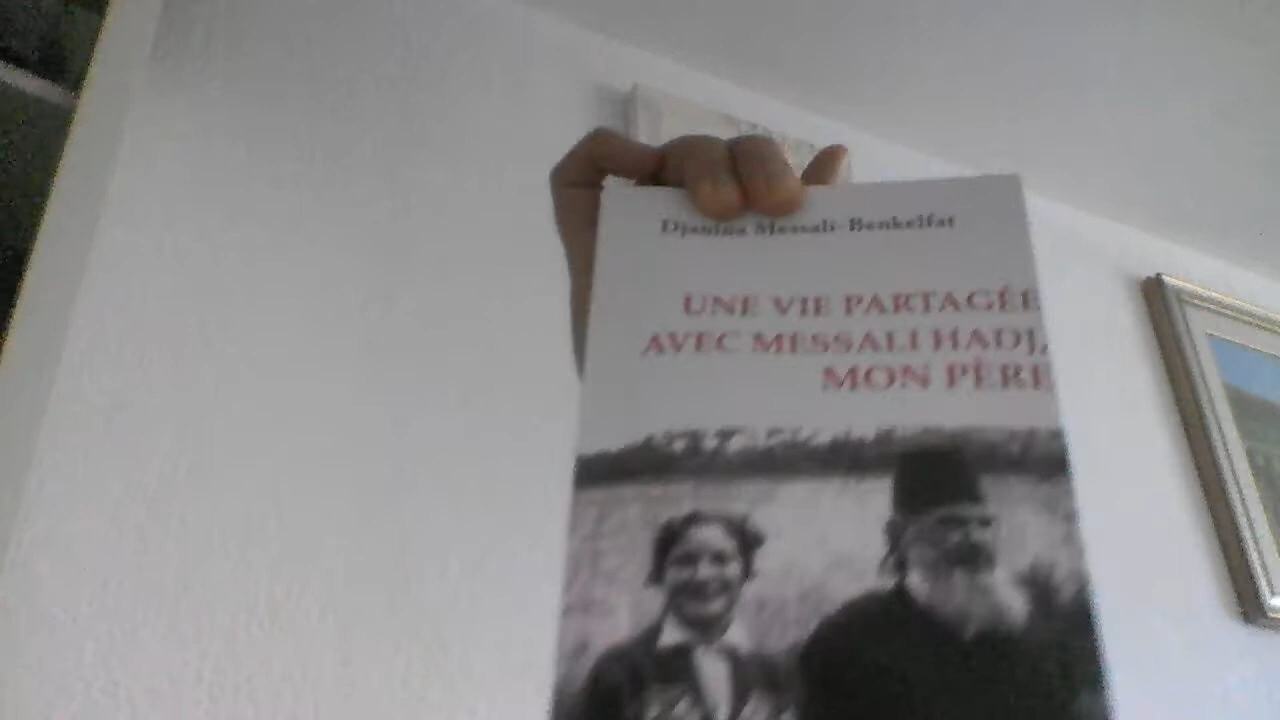 Djanina Messali-Benkelfat
UNE VIE PARTAGÉE
AVEC MESSALI HADJ,
MON PÈRE